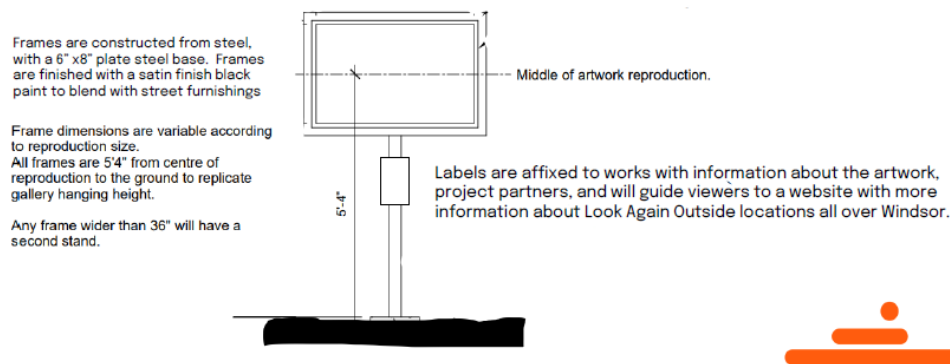 Frames are constructed from steel,
with a 6" x8" plate steel base.  Frames
are finished with a satin finish black
paint to blend with street furnishings
Frame dimensions are variable according
to reproduction size.
All frames are 5'4" from centre of
reproduction to the ground to replicate
gallery hanging height.
Any frame wider than 36" will have a
second stand.
Middle of artwork reproduction.
5'-4"
Labels are affixed to works with information about the artwork,
project partners, and will guide viewers to a website with more
information about Look Again Outside locations all over Windsor.